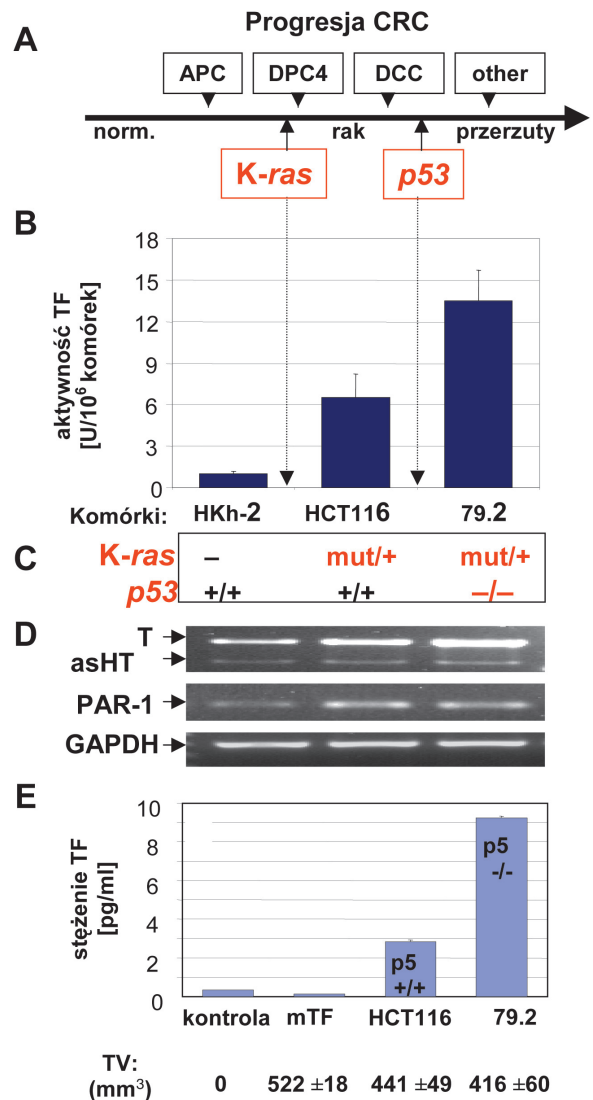 Progresja CRC
A
APC DPC4 DCC other
norm. rak przerzuty
K-ras p53
B
aktywność TF
[U/10⁶ komórek]
18
15
12
9
6
3
0
Komórki: HKh-2 HCT116 79.2
C
K-ras – mut/+ mut/+
p53 +/+ +/+ –/–
D
T
asHT
PAR-1
GAPDH
E
stężenie TF
[pg/ml]
10
8
6
4
2
0
p5
-/-
p5
+/+
kontrola mTF HCT116 79.2
TV:
(mm³) 0 522 ±18 441 ±49 416 ±60